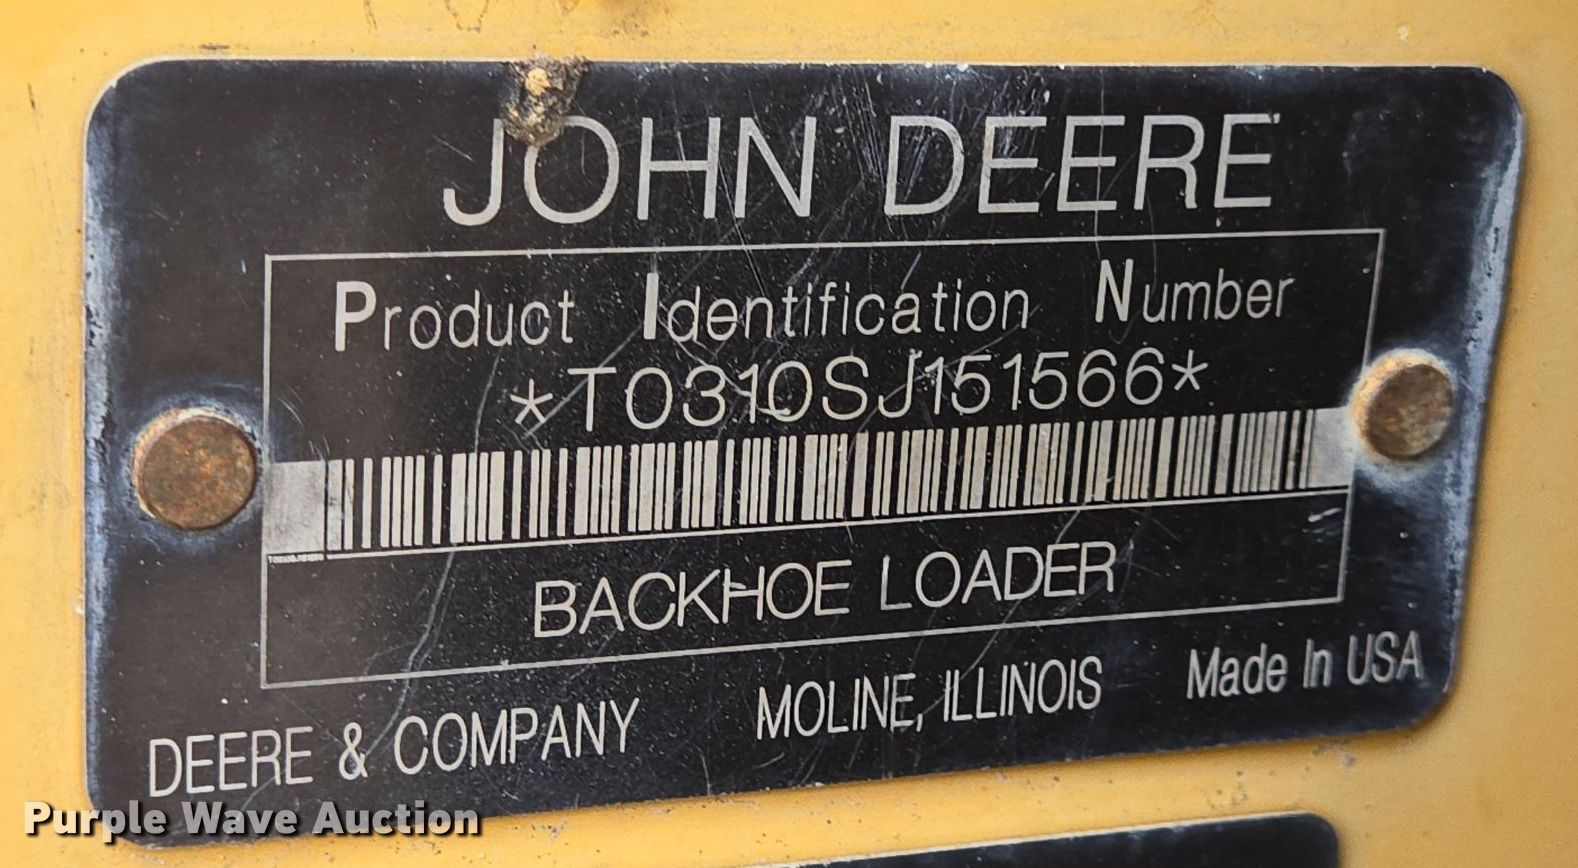 JOHN DEERE
Product Identification Number
*T0310SJ151566*
BACKHOE LOADER
DEERE & COMPANY MOLINE, ILLINOIS Made In USA
Purple Wave Auction